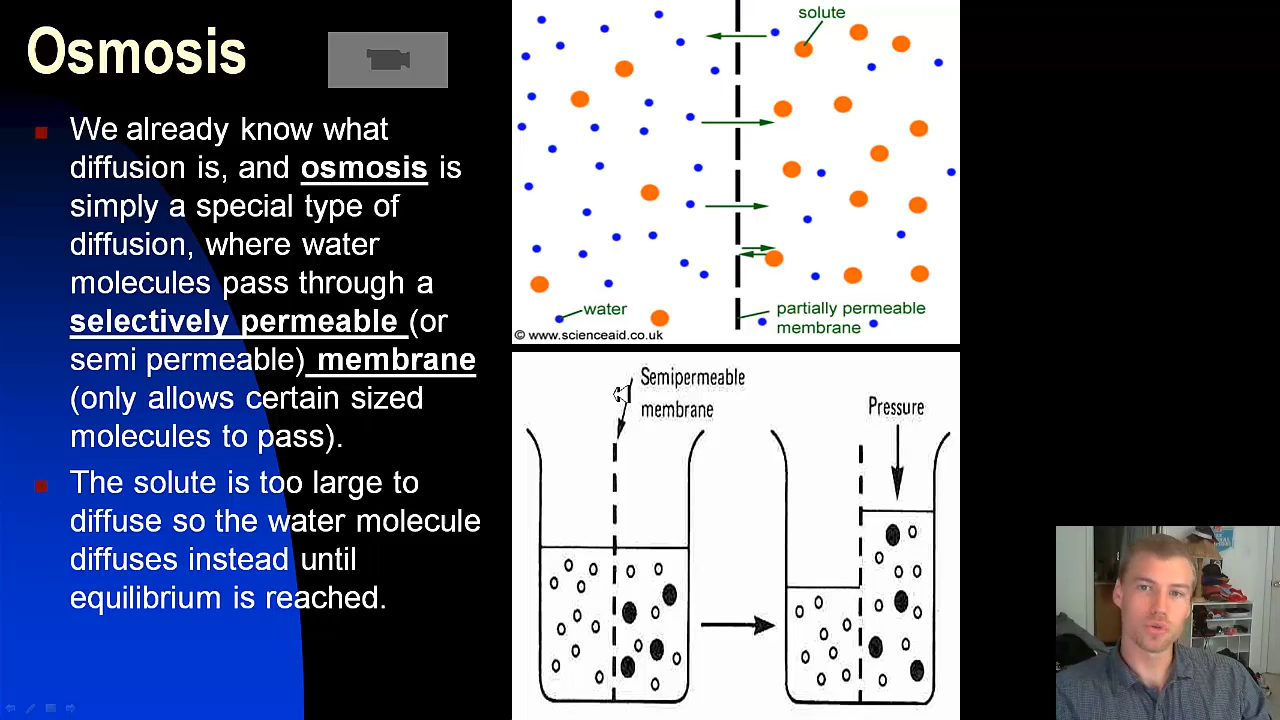 Osmosis
We already know what
diffusion is, and osmosis is
simply a special type of
diffusion, where water
molecules pass through a
selectively permeable (or
semi permeable) membrane
(only allows certain sized
molecules to pass).
The solute is too large to
diffuse so the water molecule
diffuses instead until
equilibrium is reached.
solute
water
partially permeable
membrane
© www.scienceaid.co.uk
Semipermeable
membrane
Pressure